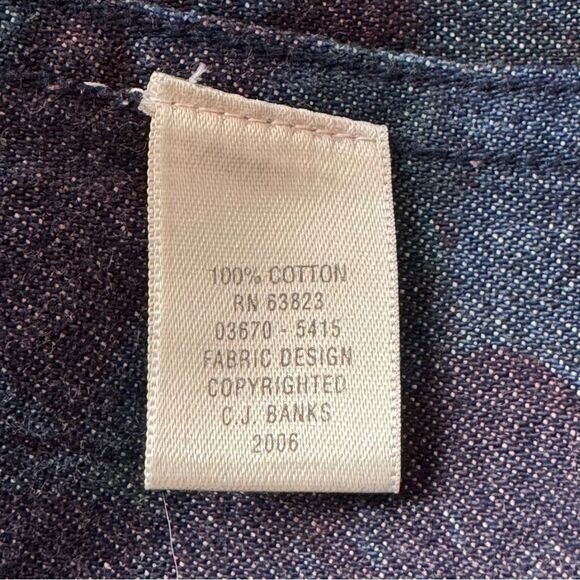 100% COTTON
RN 63823
03670 - 5415
FABRIC DESIGN
COPYRIGHTED
C.J. BANKS
2006